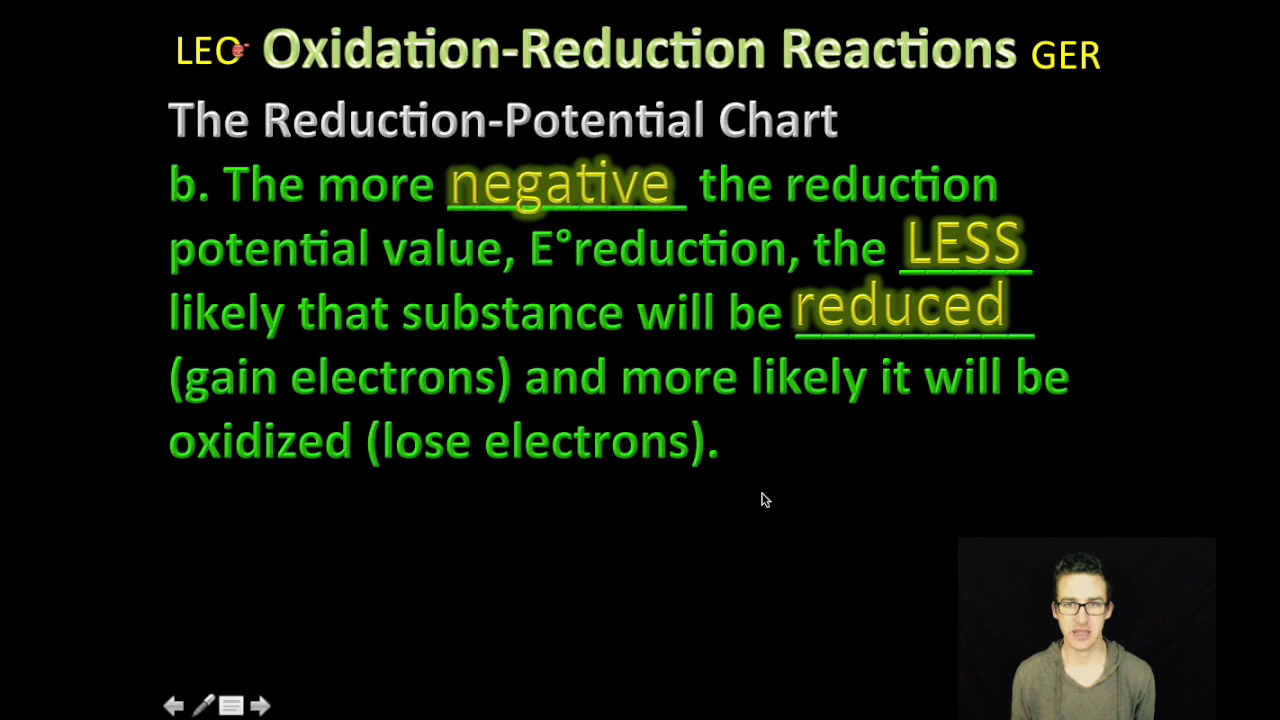 LEO Oxidation-Reduction Reactions GER
The Reduction-Potential Chart
b. The more negative the reduction
potential value, E°reduction, the LESS
likely that substance will be reduced
(gain electrons) and more likely it will be
oxidized (lose electrons).